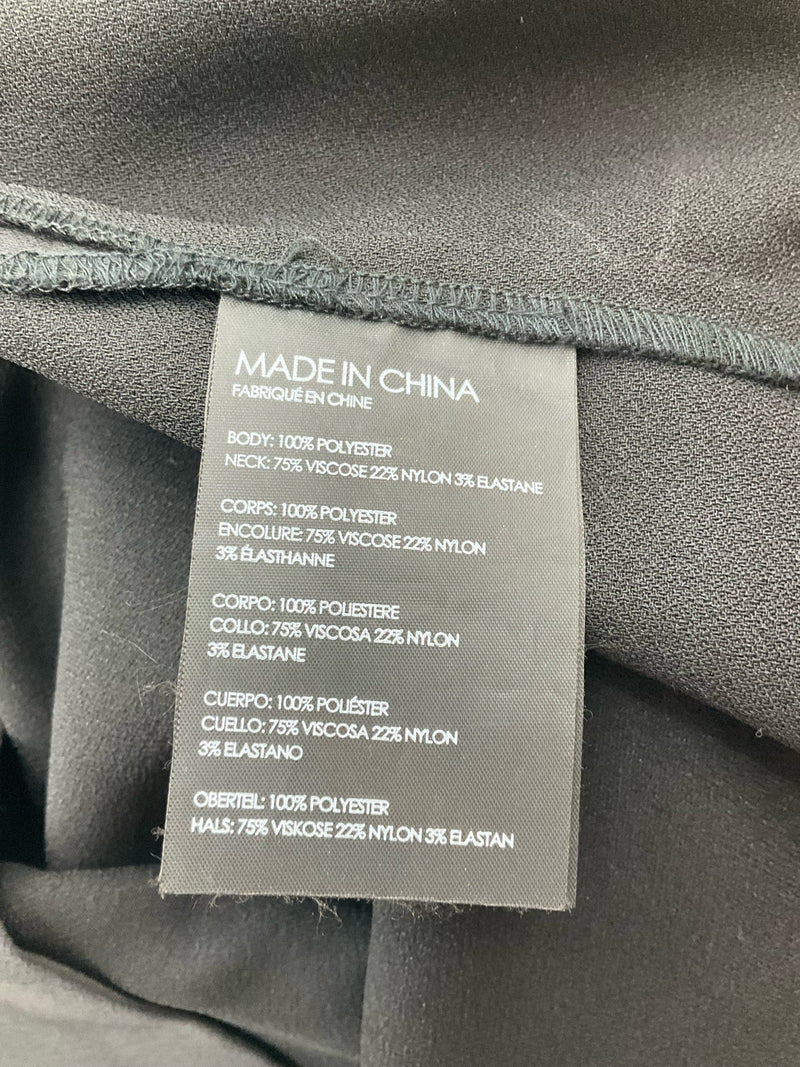 MADE IN CHINA
FABRIQUÉ EN CHINE
BODY: 100% POLYESTER
NECK: 75% VISCOSE 22% NYLON 3% ELASTANE
CORPS: 100% POLYESTER
ENCOLURE: 75% VISCOSE 22% NYLON
3% ÉLASTHANNE
CORPO: 100% POLIESTERE
COLLO: 75% VISCOSA 22% NYLON
3% ELASTANE
CUERPO: 100% POLIÉSTER
CUELLO: 75% VISCOSA 22% NYLON
3% ELASTANO
OBERTEIL: 100% POLYESTER
HALS: 75% VISKOSE 22% NYLON 3% ELASTAN